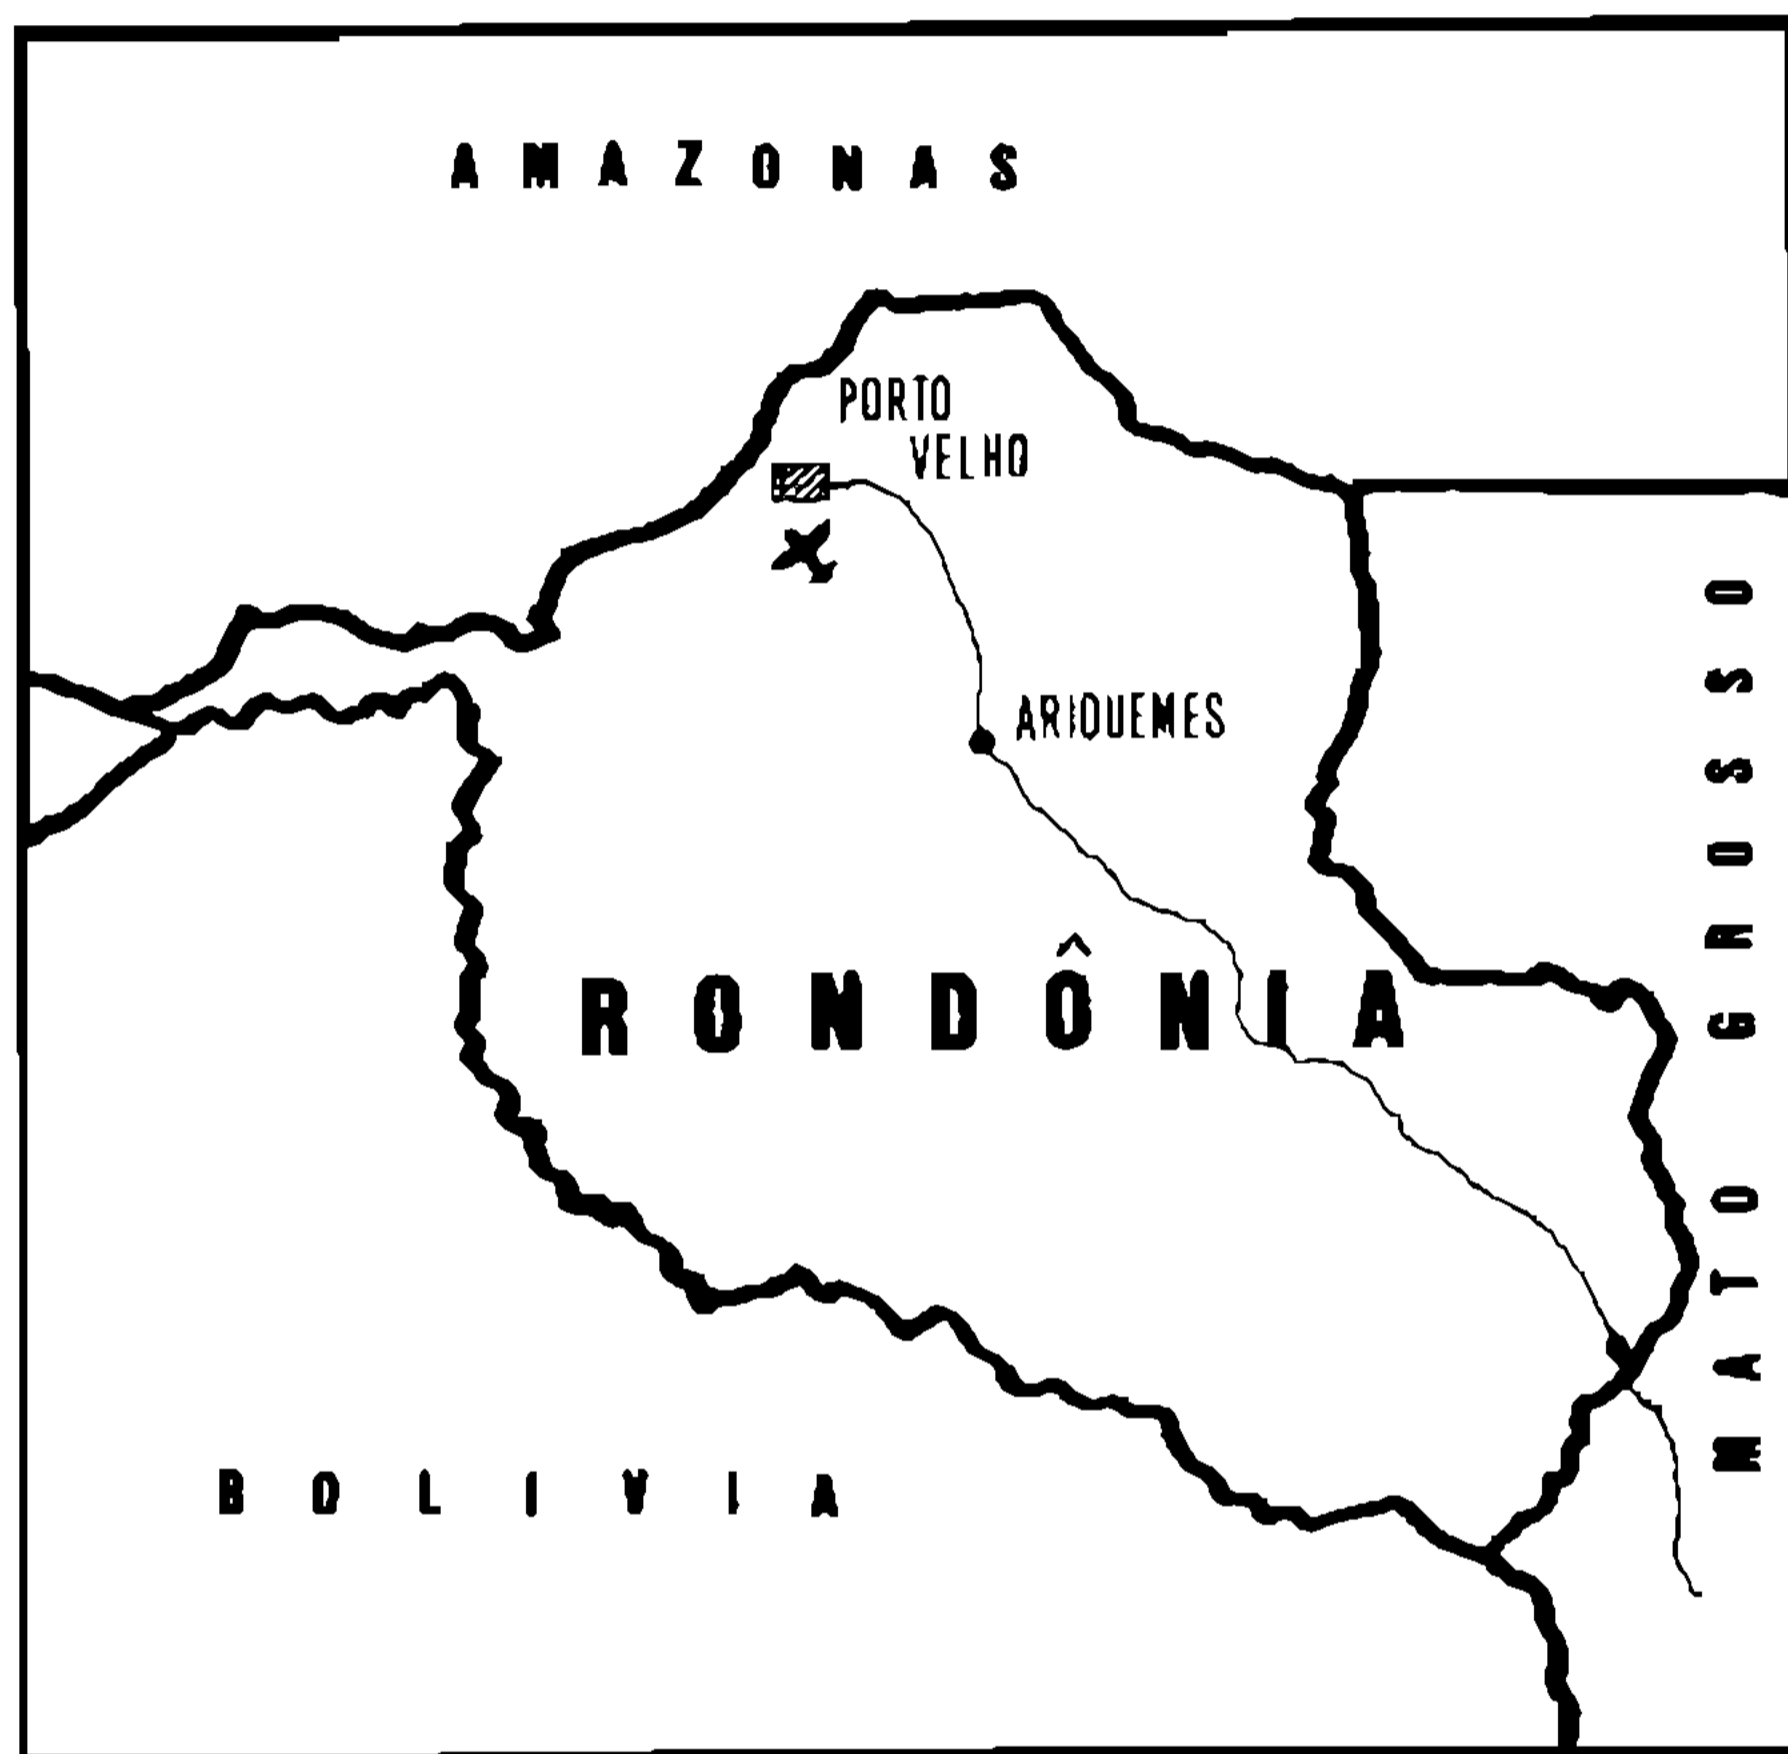 AMAZONAS
PORTO
VELHO
ARIQUEMES
RONDÔNIA
MATO GROSSO
BOLIVIA